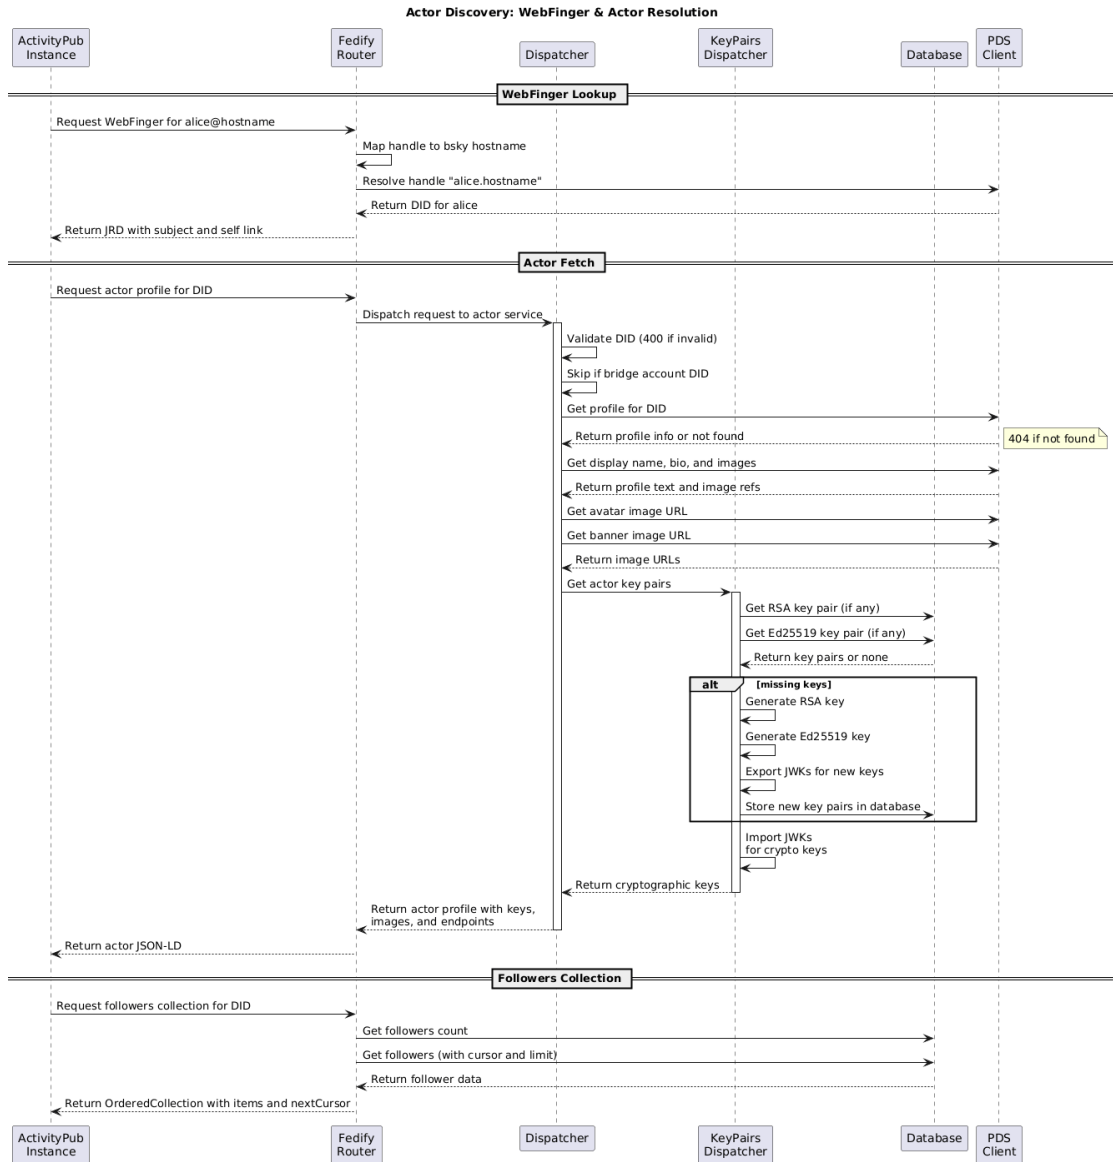 Actor Discovery: WebFinger & Actor Resolution
ActivityPub
Instance
Fedify
Router
Dispatcher
KeyPairs
Dispatcher
Database
PDS
Client
WebFinger Lookup
Request WebFinger for alice@hostname
Map handle to bsky hostname
Resolve handle "alice.hostname"
Return DID for alice
Return JRD with subject and self link
Actor Fetch
Request actor profile for DID
Dispatch request to actor service
Validate DID (400 if invalid)
Skip if bridge account DID
Get profile for DID
Return profile info or not found
404 if not found
Get display name, bio, and images
Return profile text and image refs
Get avatar image URL
Get banner image URL
Return image URLs
Get actor key pairs
Get RSA key pair (if any)
Get Ed25519 key pair (if any)
Return key pairs or none
alt
[missing keys]
Generate RSA key
Generate Ed25519 key
Export JWKs for new keys
Store new key pairs in database
Import JWKs
for crypto keys
Return cryptographic keys
Return actor profile with keys,
images, and endpoints
Return actor JSON-LD
Followers Collection
Request followers collection for DID
Get followers count
Get followers (with cursor and limit)
Return follower data
Return OrderedCollection with items and nextCursor
ActivityPub
Instance
Fedify
Router
Dispatcher
KeyPairs
Dispatcher
Database
PDS
Client